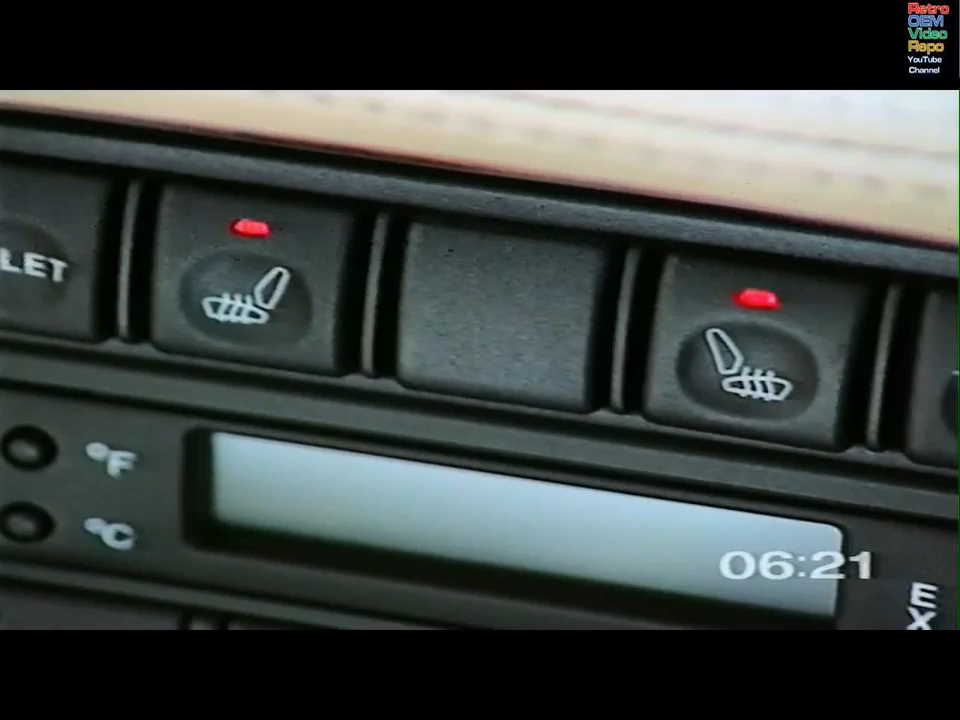 Retro
OEM
Video
Repo
YouTube
Channel
LET
°F
°C
06:21
EX